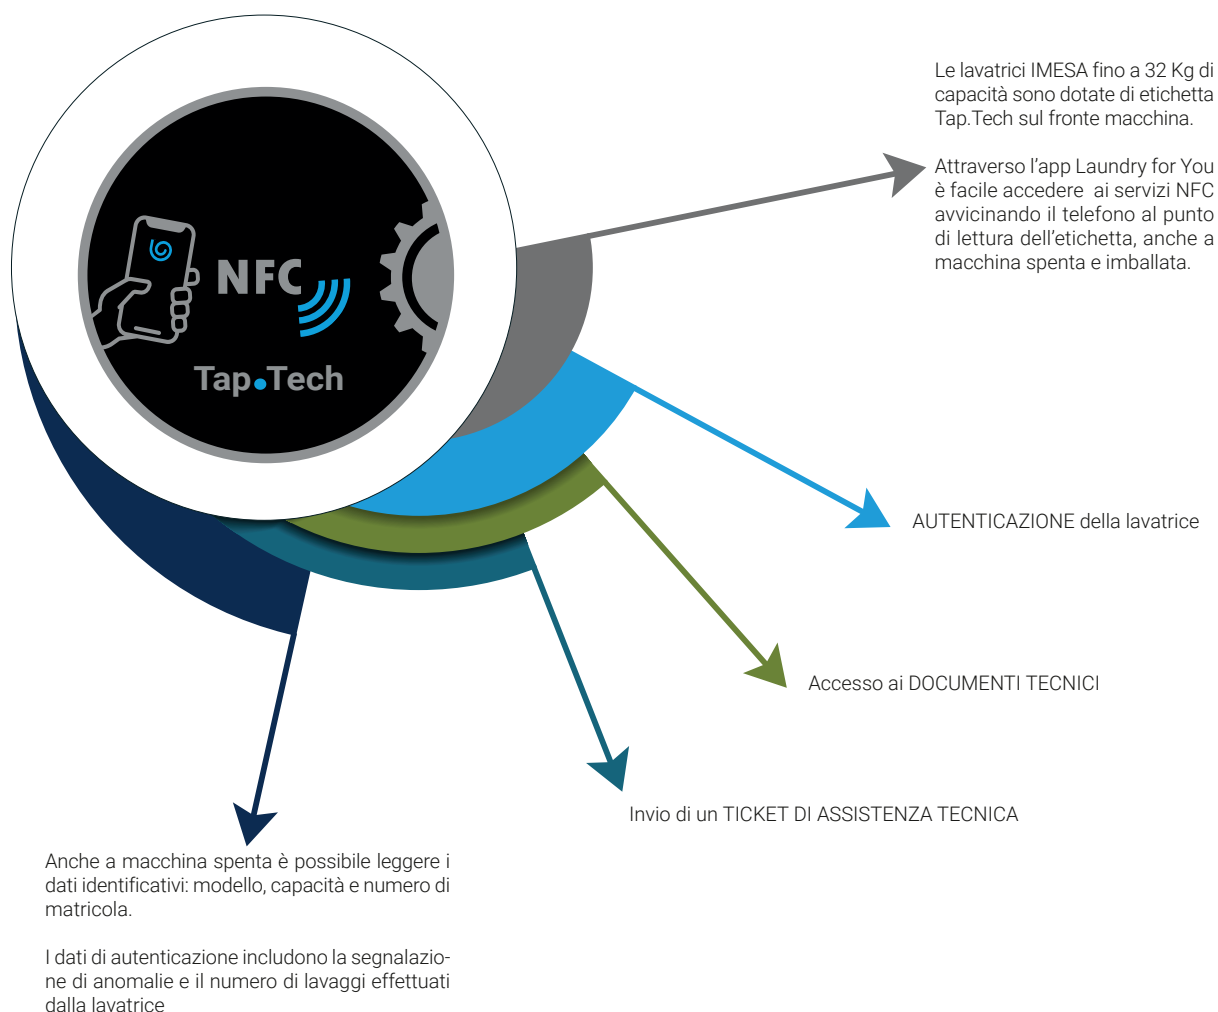 Le lavatrici IMESA fino a 32 Kg di
capacità sono dotate di etichetta
Tap.Tech sul fronte macchina.
Attraverso l'app Laundry for You
è facile accedere ai servizi NFC
avvicinando il telefono al punto
di lettura dell'etichetta, anche a
macchina spenta e imballata.
NFC
Tap•Tech
AUTENTICAZIONE della lavatrice
Accesso ai DOCUMENTI TECNICI
Invio di un TICKET DI ASSISTENZA TECNICA
Anche a macchina spenta è possibile leggere i
dati identificativi: modello, capacità e numero di
matricola.
I dati di autenticazione includono la segnalazio-
ne di anomalie e il numero di lavaggi effettuati
dalla lavatrice